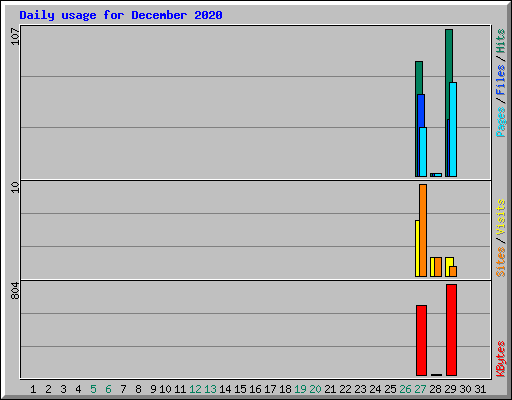 Daily usage for December 2020
107
Pages / Files / Hits
10
Sites / Visits
804
KBytes
1 2 3 4 5 6 7 8 9 10 11 12 13 14 15 16 17 18 19 20 21 22 23 24 25 26 27 28 29 30 31